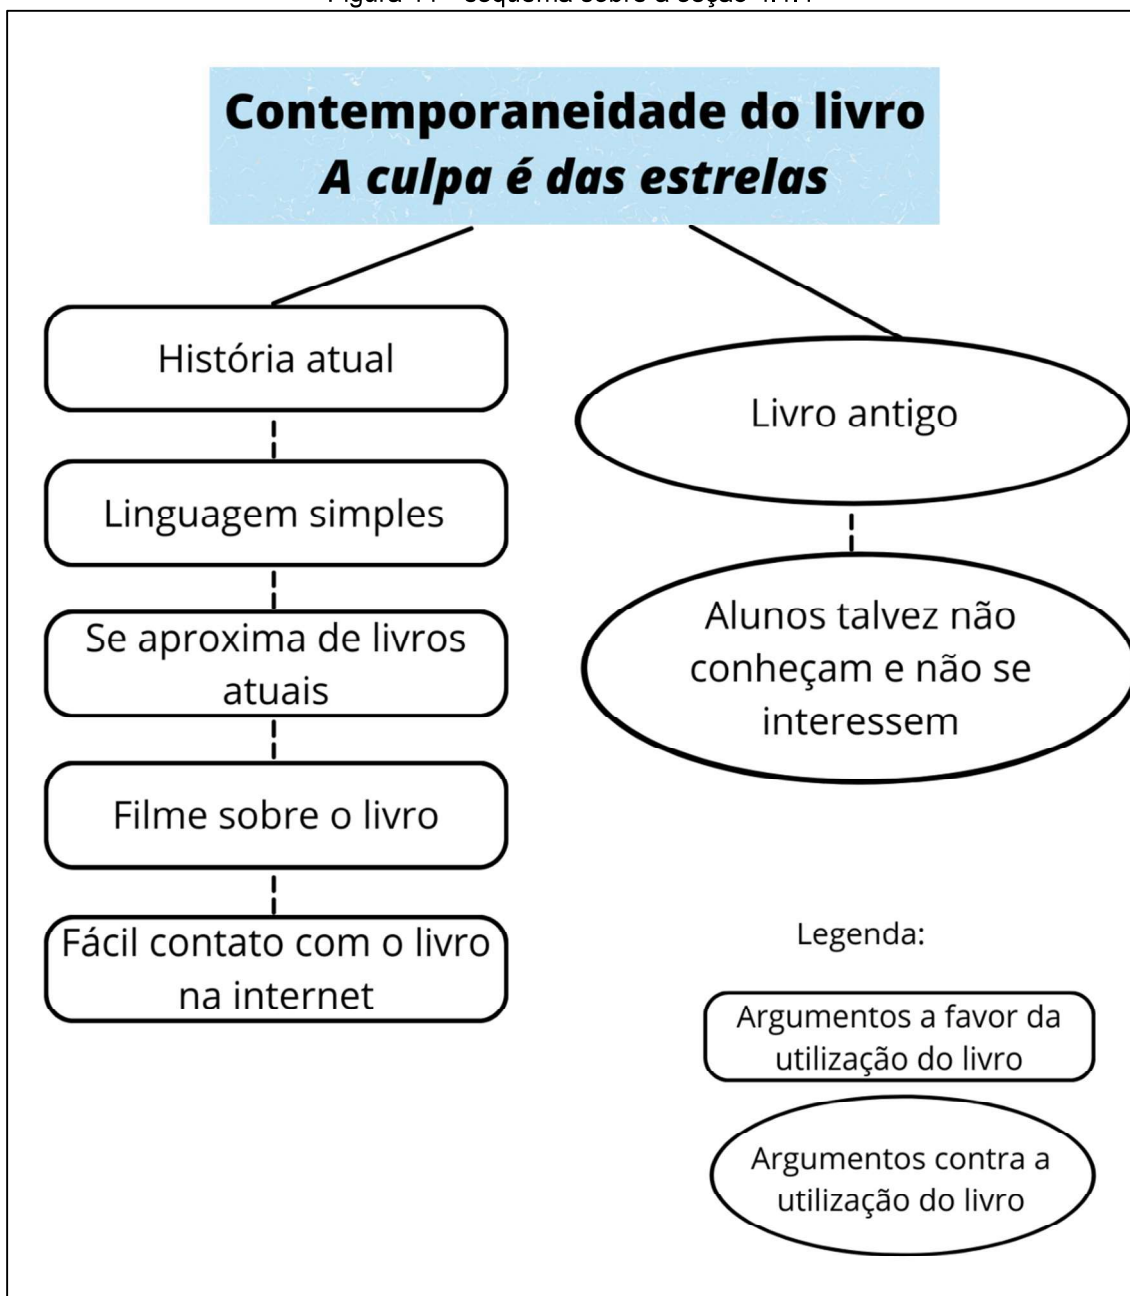 Contemporaneidade do livro
A culpa é das estrelas
História atual
Linguagem simples
Se aproxima de livros
atuais
Filme sobre o livro
Fácil contato com o livro
na internet
Livro antigo
Alunos talvez não
conheçam e não se
interessem
Legenda:
Argumentos a favor da
utilização do livro
Argumentos contra a
utilização do livro